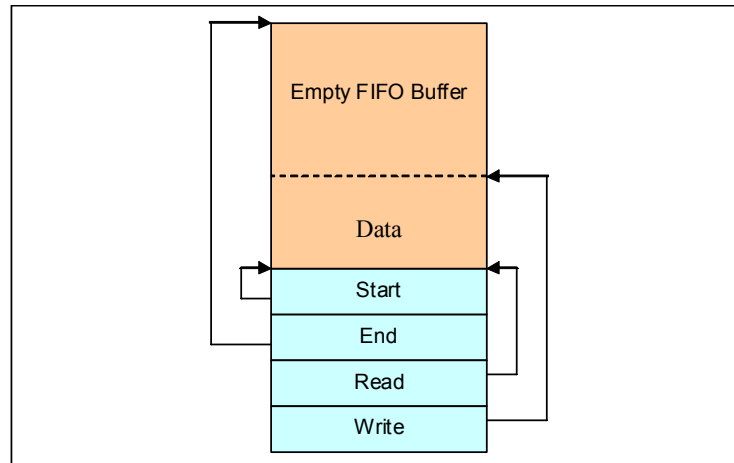 Empty FIFO Buffer
Data
Start
End
Read
Write